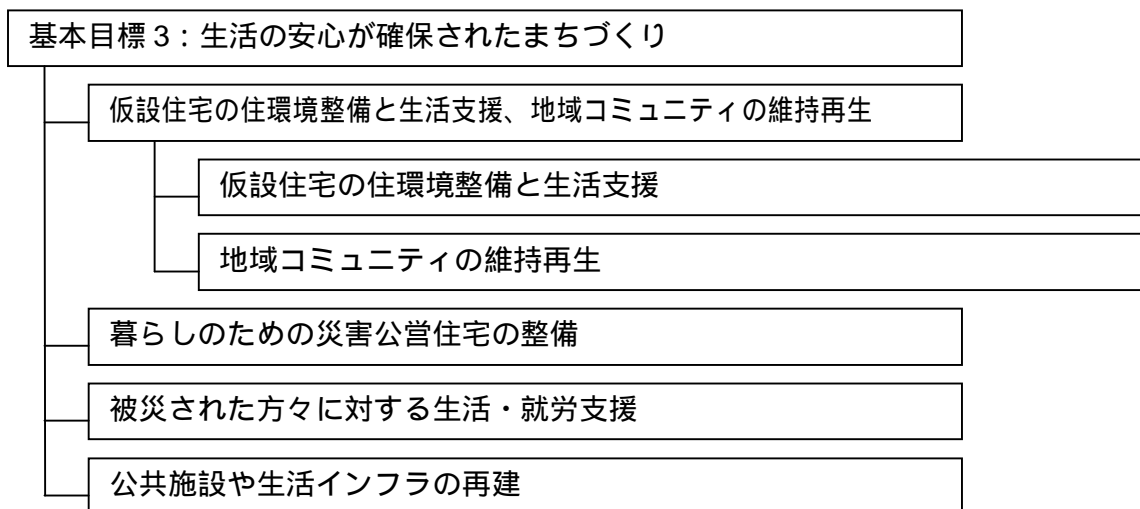 基本目標3：生活の安心が確保されたまちづくり
仮設住宅の住環境整備と生活支援、地域コミュニティの維持再生
仮設住宅の住環境整備と生活支援
地域コミュニティの維持再生
暮らしのための災害公営住宅の整備
被災された方々に対する生活・就労支援
公共施設や生活インフラの再建